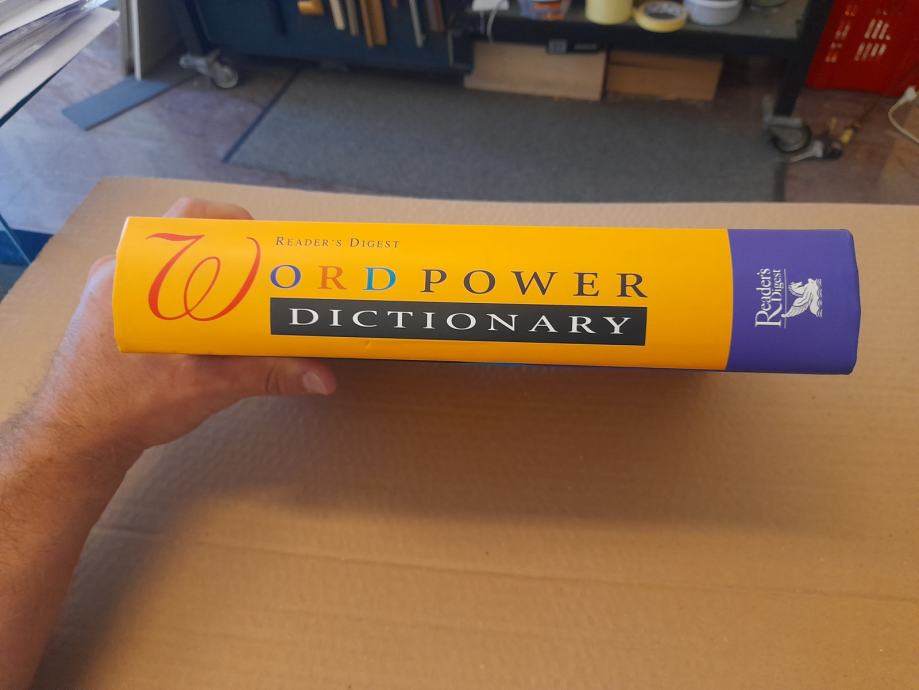 READER'S DIGEST
WORD POWER
DICTIONARY
Reader's
Digest